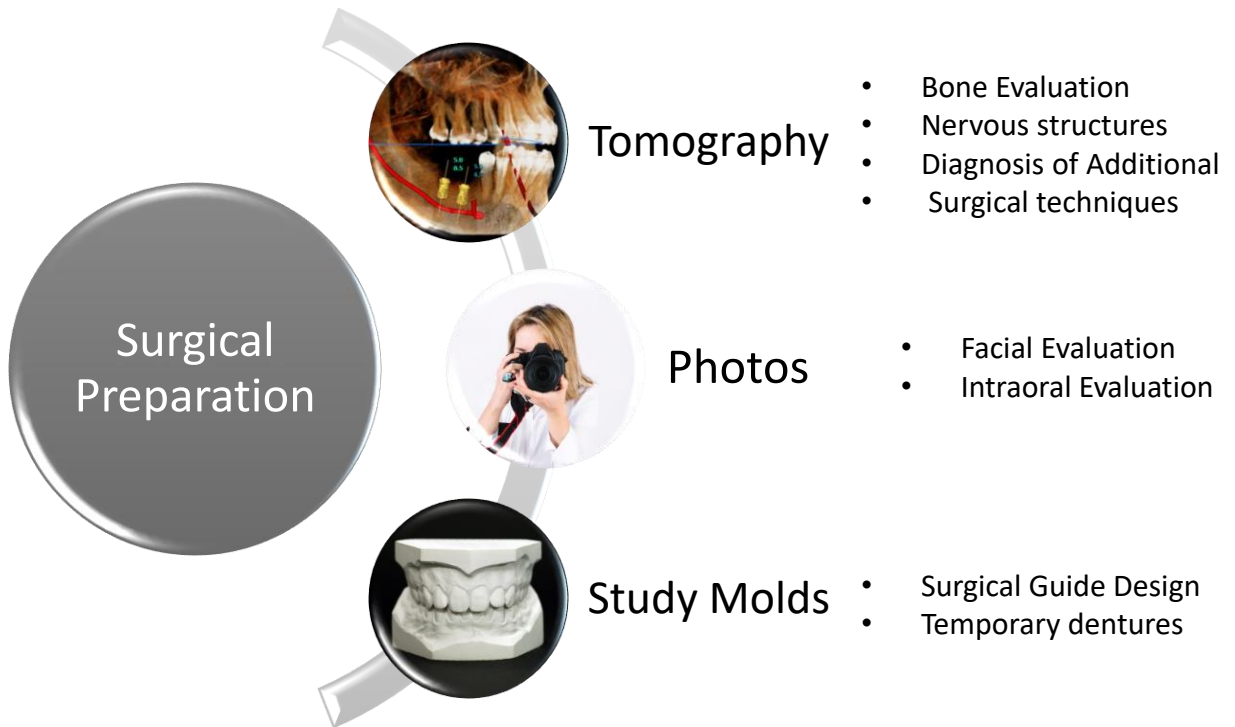 Surgical
Preparation
Tomography
• Bone Evaluation
• Nervous structures
• Diagnosis of Additional
• Surgical techniques
Photos
• Facial Evaluation
• Intraoral Evaluation
Study Molds
• Surgical Guide Design
• Temporary dentures